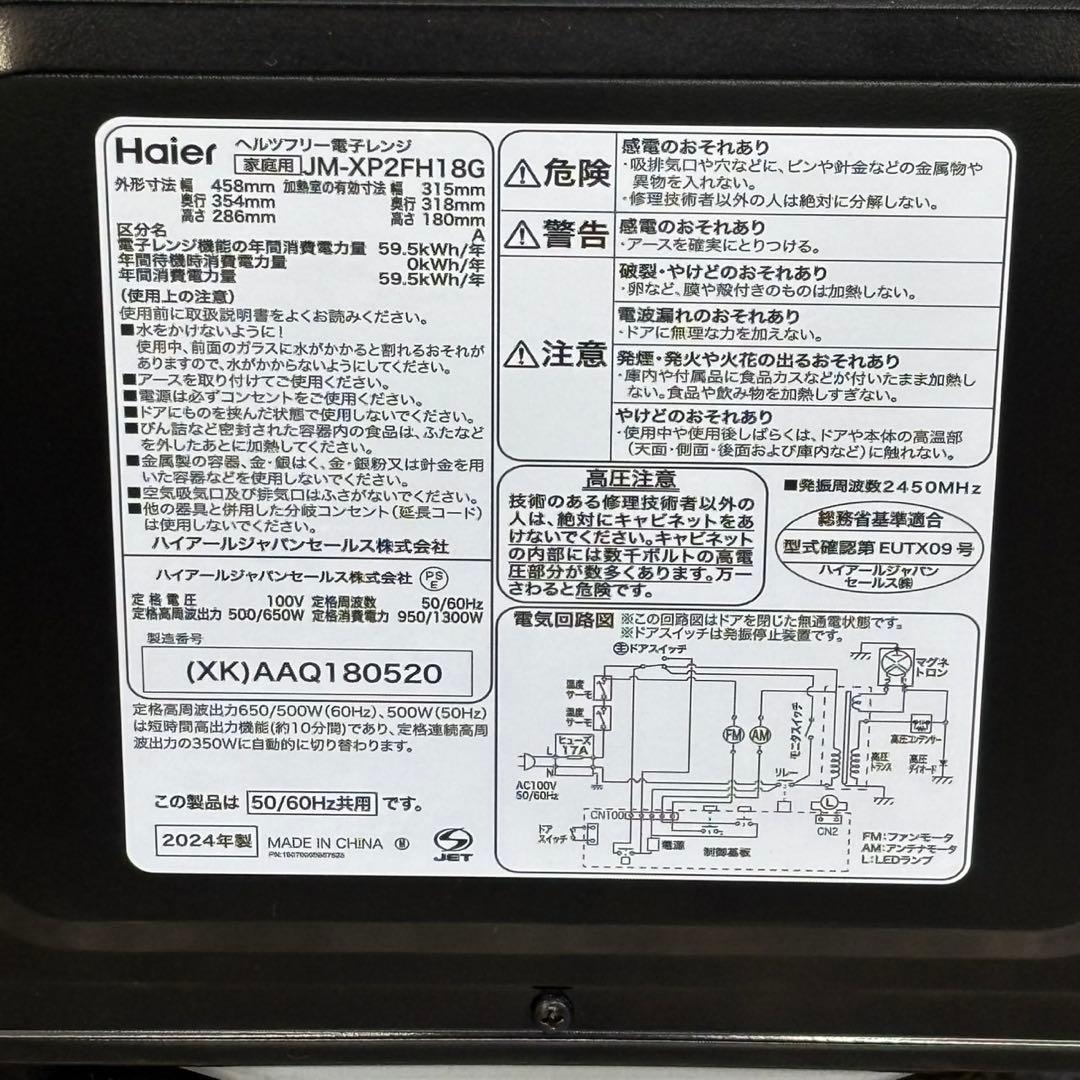 Haier
ヘルツフリー電子レンジ
家庭用 JM-XP2FH18G
外形寸法 幅 458mm 加熱室の有効寸法 幅 315mm
奥行 354mm 奥行 318mm
高さ 286mm 高さ 180mm
区分名 A
電子レンジ機能の年間消費電力量 59.5kWh/年
年間待機時消費電力量 0kWh/年
年間消費電力量 59.5kWh/年
(使用上の注意)
使用前に取扱説明書をよくお読みください。
■水をかけないように!
使用中、前面のガラスに水がかかると割れるおそれが
ありますので、水がかからないようにしてください。
■アースを取り付けてご使用ください。
■電源は必ずコンセントをご使用ください。
■ドアにものを挟んだ状態で使用しないでください。
■びん詰など密封された容器内の食品は、ふたなど
を外したあとに加熱してください。
■金属製の容器、金・銀はく、金・銀粉又は針金を用
いた容器などを使用しないでください。
■空気吸気口及び排気口はふさがないでください。
■他の器具と併用した分岐コンセント(延長コード)
は使用しないでください。
ハイアールジャパンセールス株式会社
ハイアールジャパンセールス株式会社 PSE
定格電圧 100V 定格周波数 50/60Hz
定格高周波出力 500/650W 定格消費電力 950/1300W
製造番号
(XK)AAQ180520
定格高周波出力650/500W(60Hz)、500W(50Hz)
は短時間高出力機能(約10分間)であり、定格連続高周
波出力の350Wに自動的に切り替わります。
この製品は 50/60Hz共用 です。
2024年製 MADE IN CHINA Ⓜ JET
⚠危険
感電のおそれあり
・吸排気口や穴などに、ピンや針金などの金属物や
異物を入れない。
・修理技術者以外の人は絶対に分解しない。
⚠警告
感電のおそれあり
・アースを確実にとりつける。
⚠注意
破裂・やけどのおそれあり
・卵など、膜や殻付きのものは加熱しない。
電波漏れのおそれあり
・ドアに無理な力を加えない。
発煙・発火や火花の出るおそれあり
・庫内や付属品に食品カスなどが付いたまま加熱し
ない。食品や飲み物を加熱しすぎない。
やけどのおそれあり
・使用中や使用後しばらくは、ドアや本体の高温部
(天面・側面・後面および庫内など)に触れない。
高圧注意
技術のある修理技術者以外の
人は、絶対にキャビネットをあ
けないでください。キャビネット
の内部には数千ボルトの高電
圧部分が数多くあります。万一
さわると危険です。
■発振周波数2450MHz
総務省基準適合
型式確認第EUTX09号
ハイアールジャパン
セールス㈱
電気回路図 ※この回路図はドアを閉じた無通電状態です。
※ドアスイッチは発振停止装置です。
主ドアスイッチ
温度
サーモ
温度
サーモ
ヒューズ
17A
L
N
AC100V
50/60Hz
FM
AM
モニタスイッチ
リレー
マグネ
トロン
高圧コンデンサー
高圧
トランス
高圧
ダイオード
CNT001
ドア
スイッチ
電源
制御基板
L
CN2
FM:ファンモータ
AM:アンテナモータ
L:LEDランプ